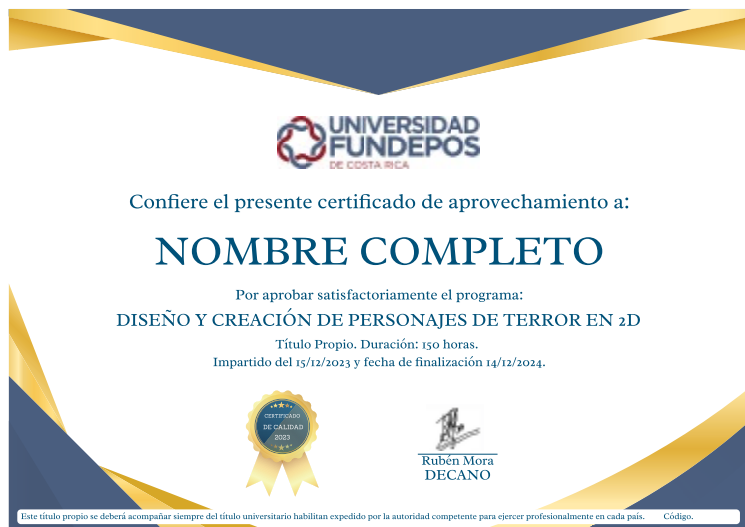 UNIVERSIDAD
FUNDEPOS
DE COSTA RICA
Confiere el presente certificado de aprovechamiento a:
NOMBRE COMPLETO
Por aprobar satisfactoriamente el programa:
DISEÑO Y CREACIÓN DE PERSONAJES DE TERROR EN 2D
Título Propio. Duración: 150 horas.
Impartido del 15/12/2023 y fecha de finalización 14/12/2024.
CERTIFICADO
DE CALIDAD
2023
Rubén Mora
DECANO
Este título propio se deberá acompañar siempre del título universitario habilitan expedido por la autoridad competente para ejercer profesionalmente en cada país. Código.